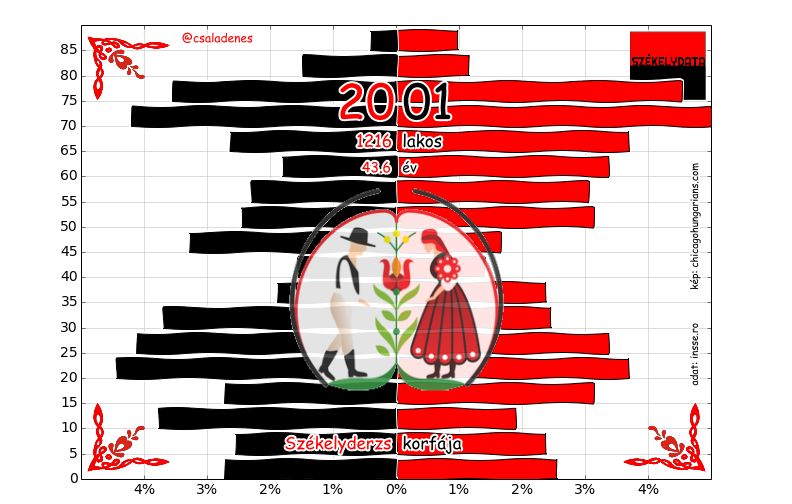 @csaladenes
SZÉKELYDATA
2001
1216 lakos
43.6 év
kép: chicagohungarians.com
adat: insse.ro
Székelyderzs korfája
85
80
75
70
65
60
55
50
45
40
35
30
25
20
15
10
5
0
4% 3% 2% 1% 0% 1% 2% 3% 4%